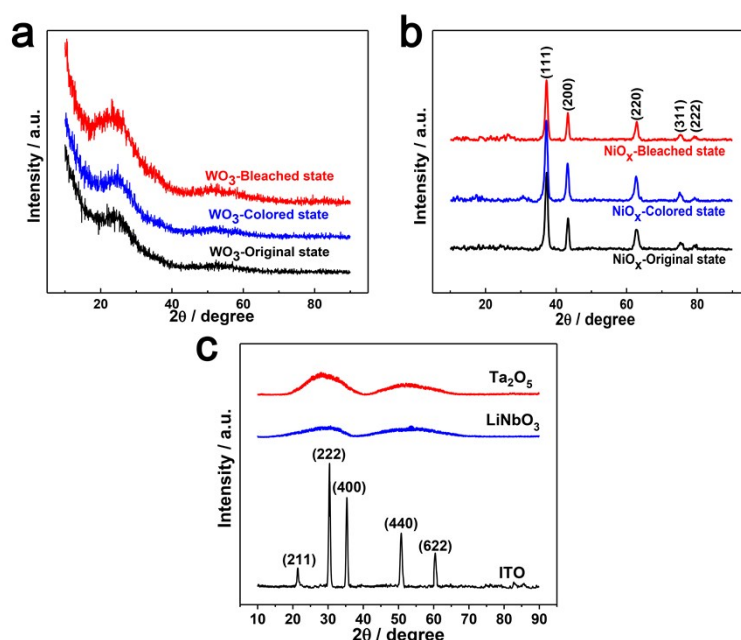 a
Intensity / a.u.
WO3-Bleached state
WO3-Colored state
WO3-Original state
20 40 60 80
2θ / degree
b
Intensity / a.u.
(111)
(200)
(220)
(311)
(222)
NiOx-Bleached state
NiOx-Colored state
NiOx-Original state
20 40 60 80
2θ / degree
c
Intensity / a.u.
Ta2O5
LiNbO3
(222)
(400)
(440)
(622)
(211)
ITO
10 20 30 40 50 60 70 80 90
2θ / degree